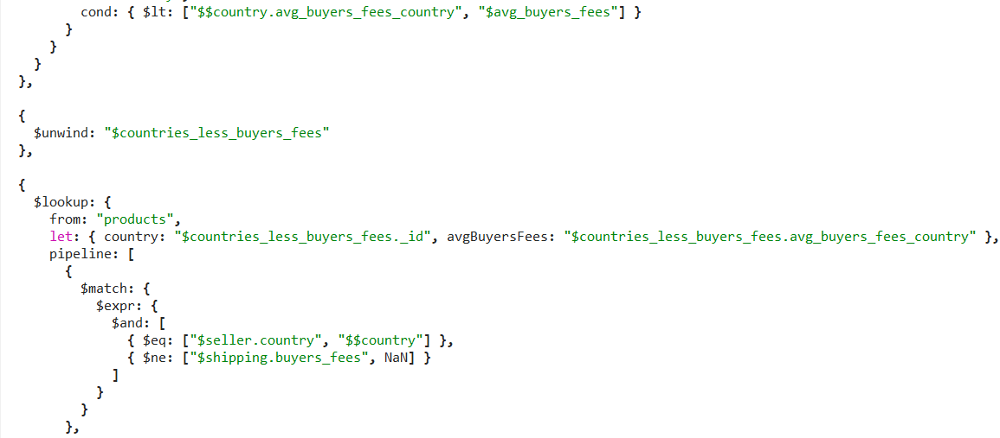 cond: { $lt: ["$$country.avg_buyers_fees_country", "$avg_buyers_fees"] }
}
}
}
},
{
$unwind: "$countries_less_buyers_fees"
},
{
$lookup: {
from: "products",
let: { country: "$countries_less_buyers_fees._id", avgBuyersFees: "$countries_less_buyers_fees.avg_buyers_fees_country" },
pipeline: [
{
$match: {
$expr: {
$and: [
{ $eq: ["$seller.country", "$$country"] },
{ $ne: ["$shipping.buyers_fees", NaN] }
]
}
}
},